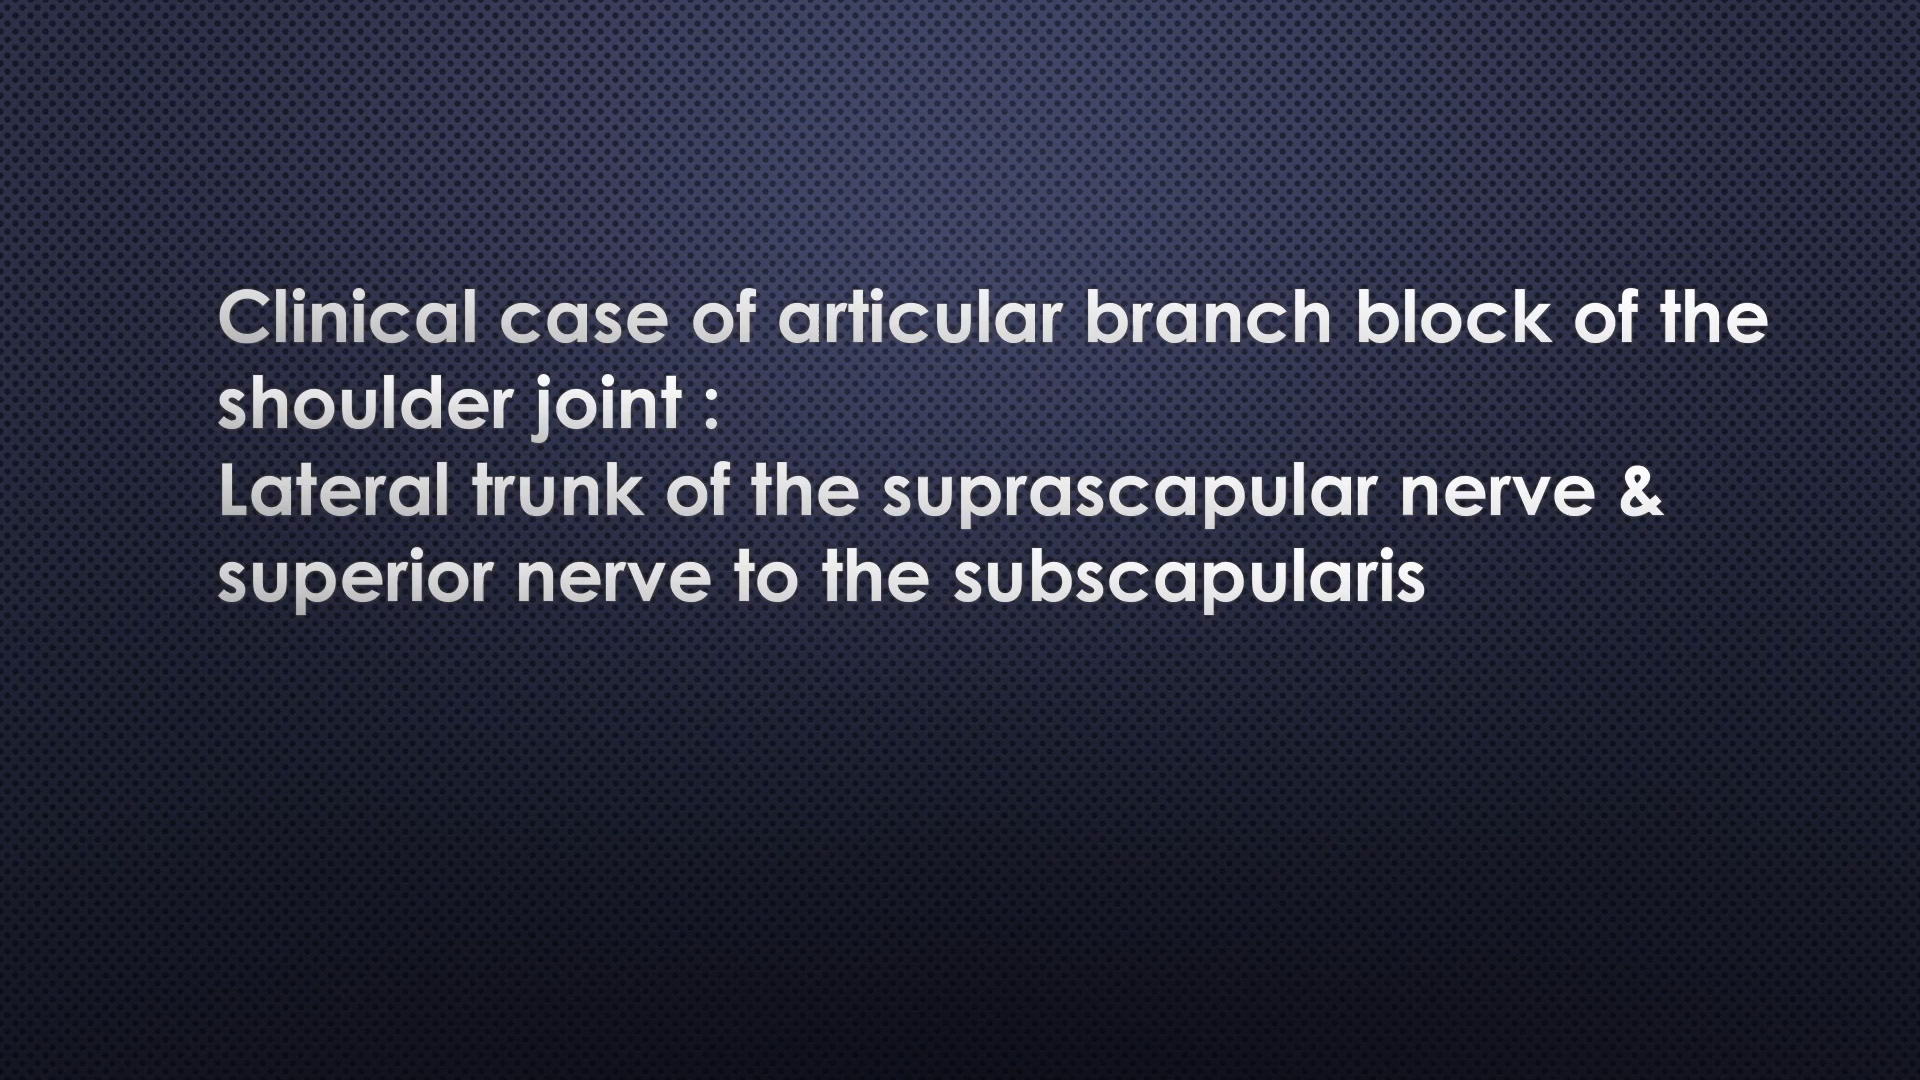 Clinical case of articular branch block of the
shoulder joint :
Lateral trunk of the suprascapular nerve &
superior nerve to the subscapularis